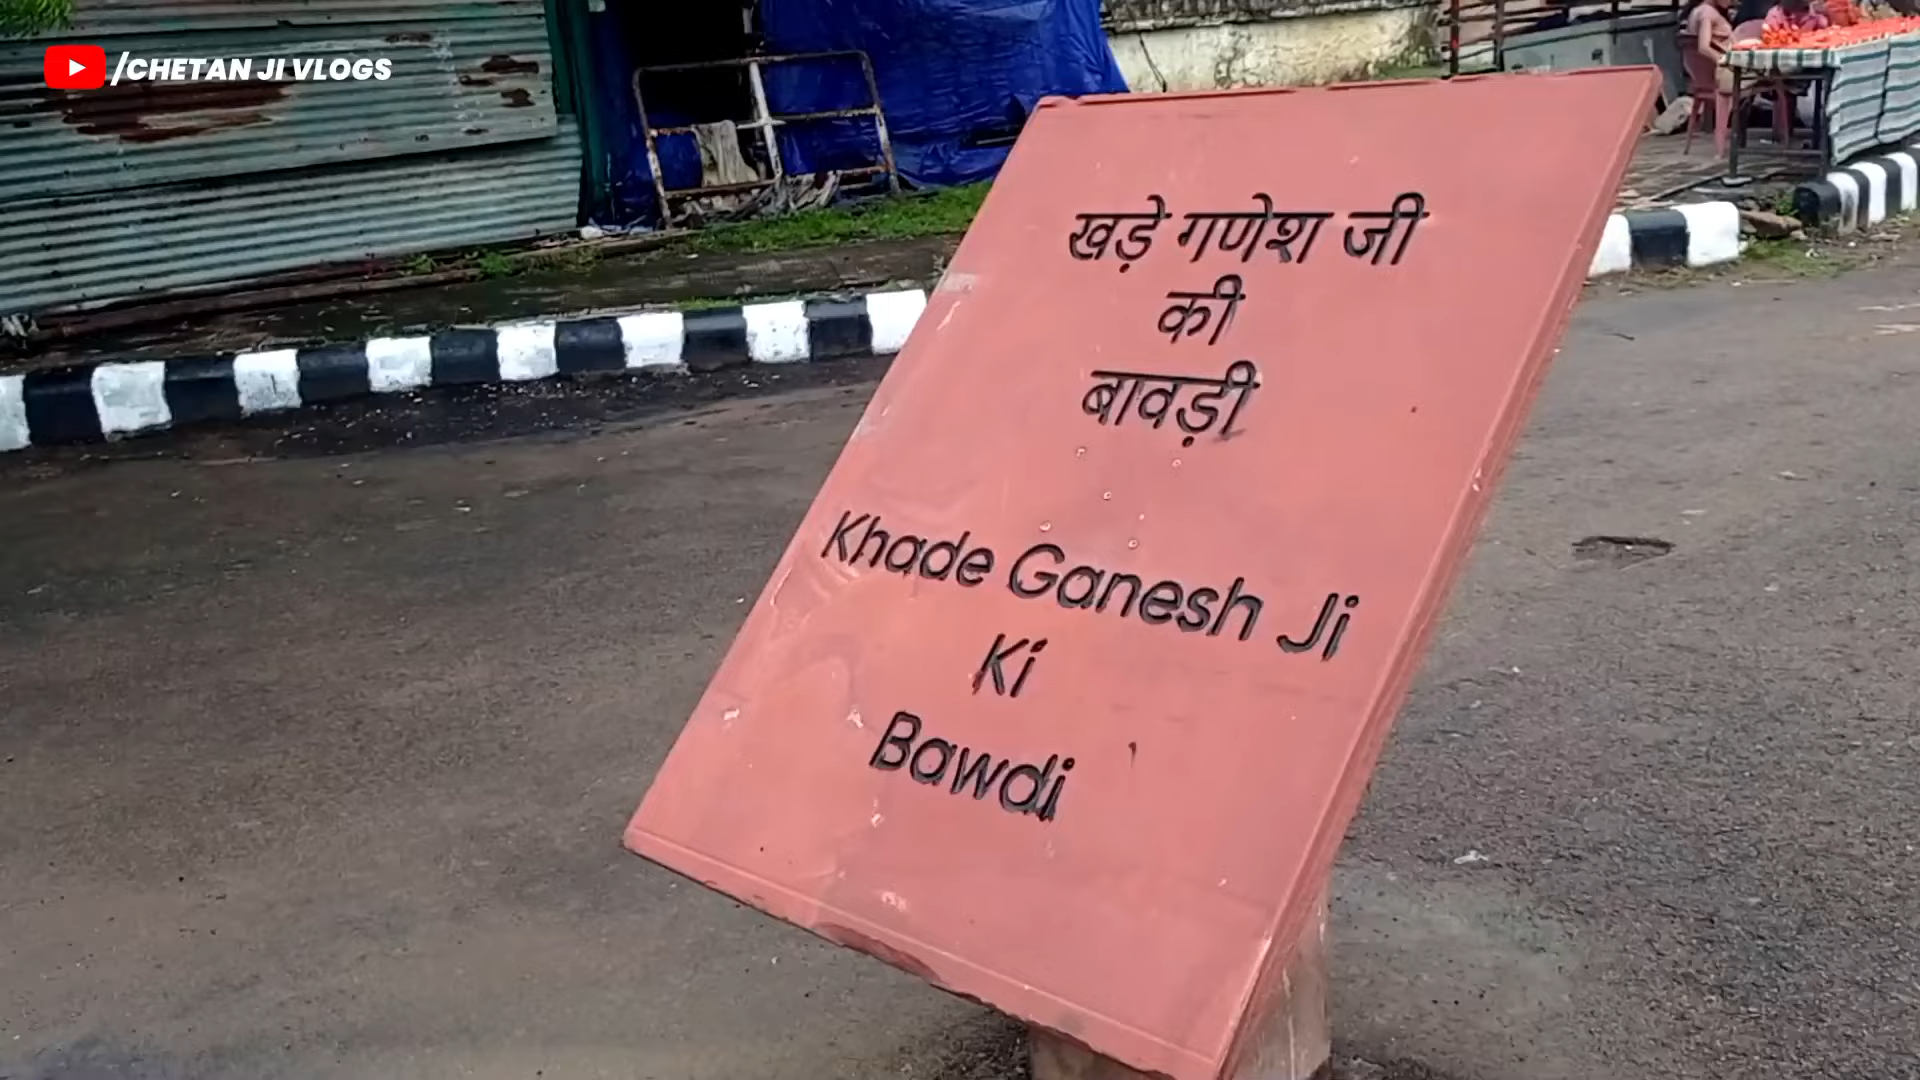 /CHETAN JI VLOGS
खड़े गणेश जी
की
बावड़ी
Khade Ganesh Ji
Ki
Bawdi